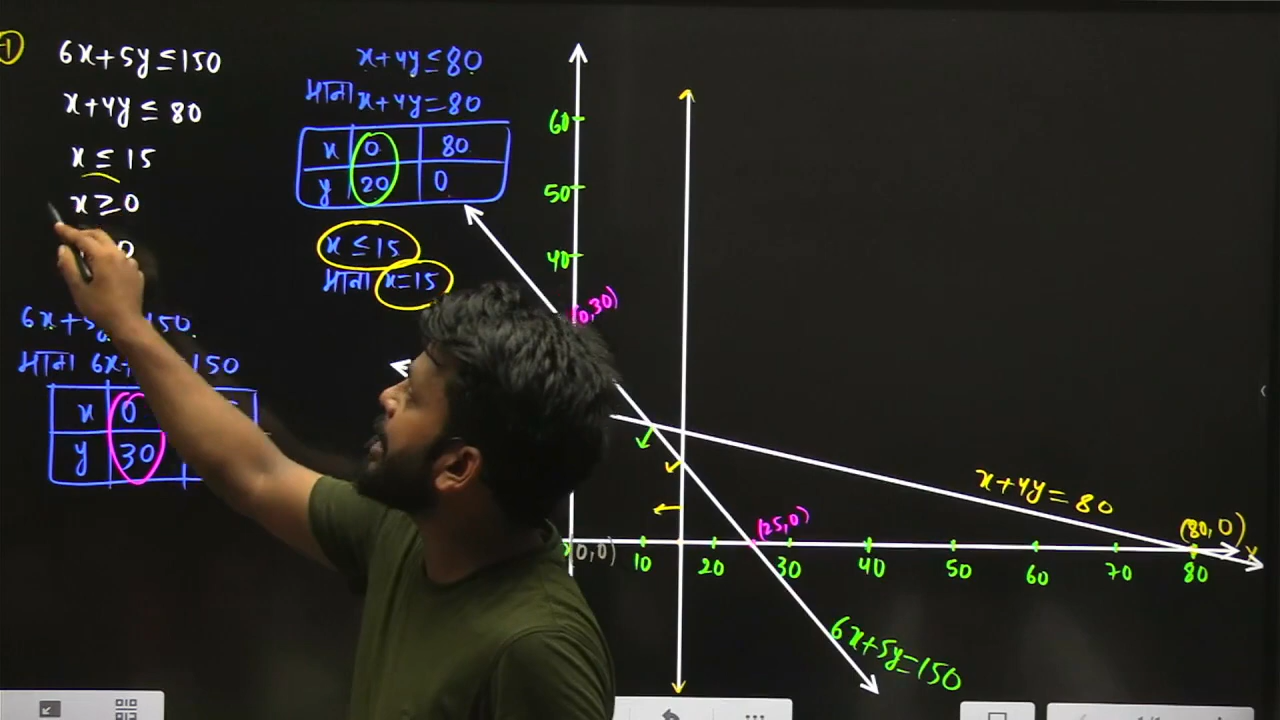 1
6x+5y≤150
x+4y≤80
x≤15
x≥0
0
6x+5y 150
माना 6x+ 150
x 0
y 30
x+4y≤80
माना x+4y=80
x 0 80
y 20 0
x≤15
माना x=15
60
50
40
(0,30)
x+4y=80
(25,0)
(80,0)
x
(0,0)
10 20 30 40 50 60 70 80
6x+5y=150